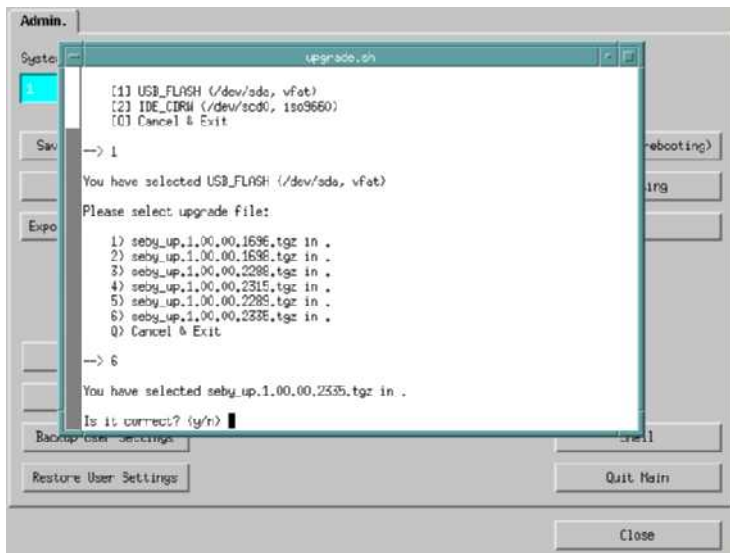 Admin.
upgrade.sh
[1] USB_FLASH (/dev/sda, vfat)
[2] IDE_CDRW (/dev/scd0, iso9660)
[0] Cancel & Exit
--> 1
You have selected USB_FLASH (/dev/sda, vfat)
Please select upgrade file:
1) seby_up.1.00.00.1696.tgz in .
2) seby_up.1.00.00.1698.tgz in .
3) seby_up.1.00.00.2288.tgz in .
4) seby_up.1.00.00.2315.tgz in .
5) seby_up.1.00.00.2289.tgz in .
6) seby_up.1.00.00.2335.tgz in .
Q) Cancel & Exit
--> 6
You have selected seby_up.1.00.00.2335.tgz in .
Is it correct? (y/n)
Backup User Settings
Restore User Settings
Quit Main
Close